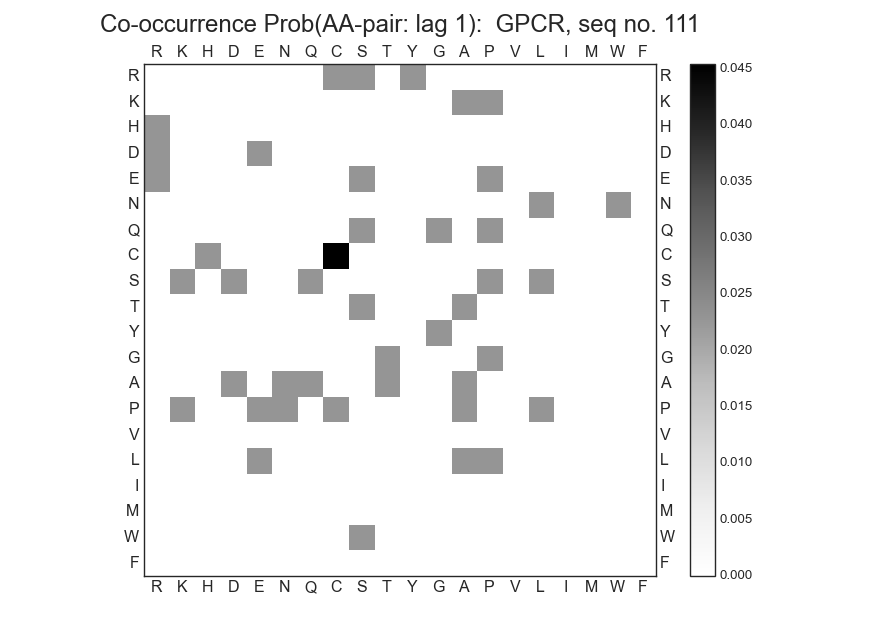 Co-occurrence Prob(AA-pair: lag 1):  GPCR, seq no. 111
R K H D E N Q C S T Y G A P V L I M W F
R R 0.045
K K
0.040
H H
D D 0.035
E E
N N 0.030
Q Q
C C
0.025
S S
T T
0.020
Y Y
G G
0.015
A A
P P
0.010
V V
L L
I I
0.005
M M
W W
F F 0.000
R K H D E N Q C S T Y G A P V L I M W F